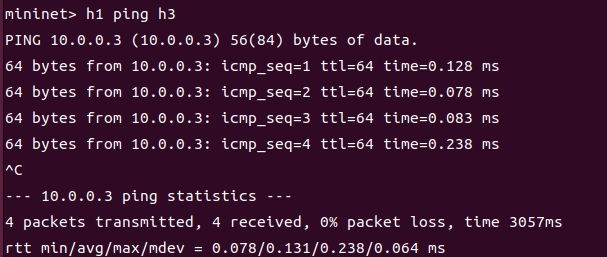 mininet> h1 ping h3
PING 10.0.0.3 (10.0.0.3) 56(84) bytes of data.
64 bytes from 10.0.0.3: icmp_seq=1 ttl=64 time=0.128 ms
64 bytes from 10.0.0.3: icmp_seq=2 ttl=64 time=0.078 ms
64 bytes from 10.0.0.3: icmp_seq=3 ttl=64 time=0.083 ms
64 bytes from 10.0.0.3: icmp_seq=4 ttl=64 time=0.238 ms
^C
--- 10.0.0.3 ping statistics ---
4 packets transmitted, 4 received, 0% packet loss, time 3057ms
rtt min/avg/max/mdev = 0.078/0.131/0.238/0.064 ms